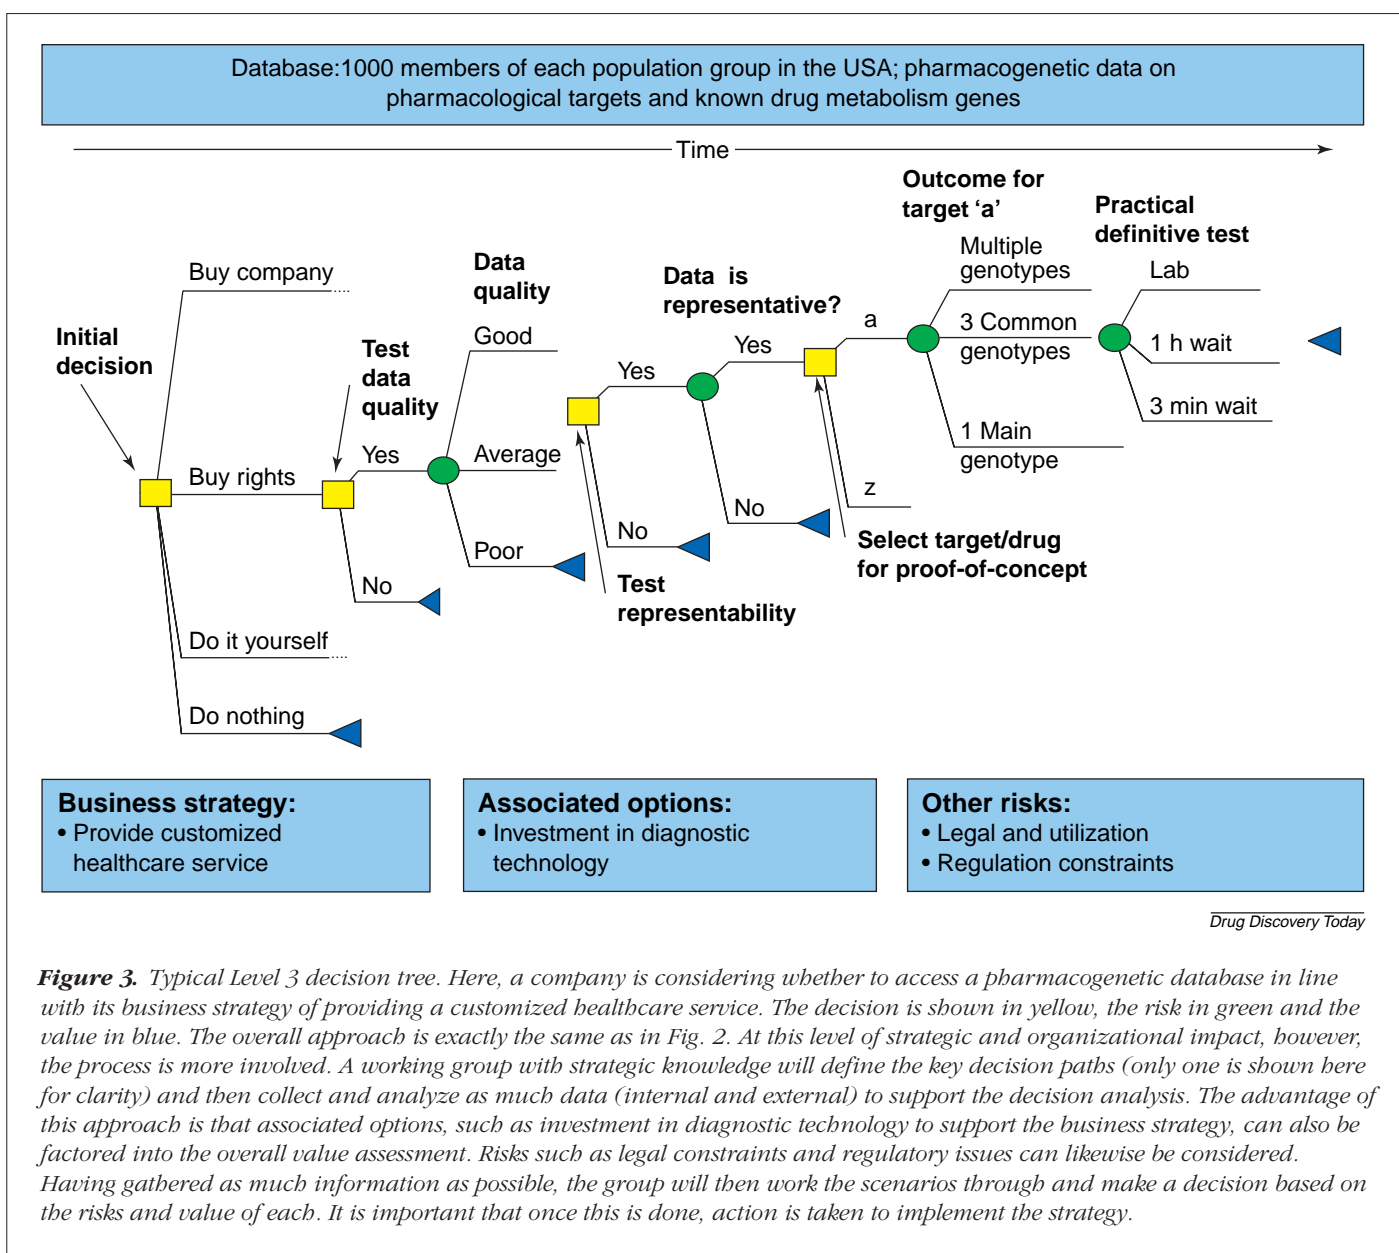 Database:1000 members of each population group in the USA; pharmacogenetic data on
pharmacological targets and known drug metabolism genes
Time
Outcome for
target ‘a’
Practical
definitive test
Multiple
genotypes
Lab
Buy company
Data
quality
Data is
representative?
a
3 Common
genotypes
1 h wait
Initial
decision
Test
data
quality
Good
Yes
Yes
3 min wait
1 Main
genotype
Buy rights
Yes
Average
z
No
No
Select target/drug
for proof-of-concept
Poor
No
Test
representability
Do it yourself
Do nothing
Business strategy:
• Provide customized
healthcare service
Associated options:
• Investment in diagnostic
technology
Other risks:
• Legal and utilization
• Regulation constraints
Drug Discovery Today
Figure 3. Typical Level 3 decision tree. Here, a company is considering whether to access a pharmacogenetic database in line
with its business strategy of providing a customized healthcare service. The decision is shown in yellow, the risk in green and the
value in blue. The overall approach is exactly the same as in Fig. 2. At this level of strategic and organizational impact, however,
the process is more involved. A working group with strategic knowledge will define the key decision paths (only one is shown here
for clarity) and then collect and analyze as much data (internal and external) to support the decision analysis. The advantage of
this approach is that associated options, such as investment in diagnostic technology to support the business strategy, can also be
factored into the overall value assessment. Risks such as legal constraints and regulatory issues can likewise be considered.
Having gathered as much information as possible, the group will then work the scenarios through and make a decision based on
the risks and value of each. It is important that once this is done, action is taken to implement the strategy.